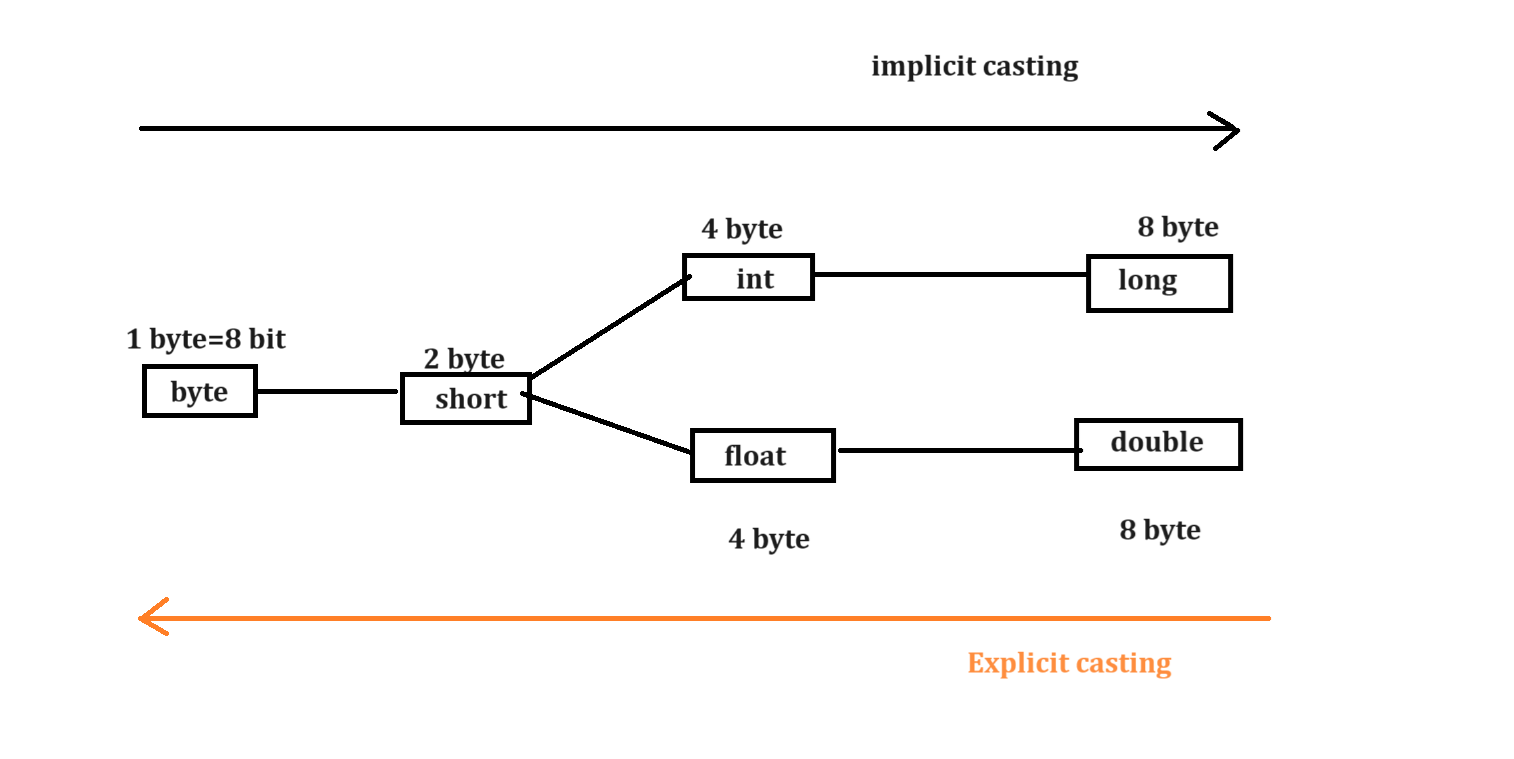 implicit casting
4 byte
8 byte
int
long
1 byte=8 bit
2 byte
byte
short
float
double
4 byte
8 byte
Explicit casting